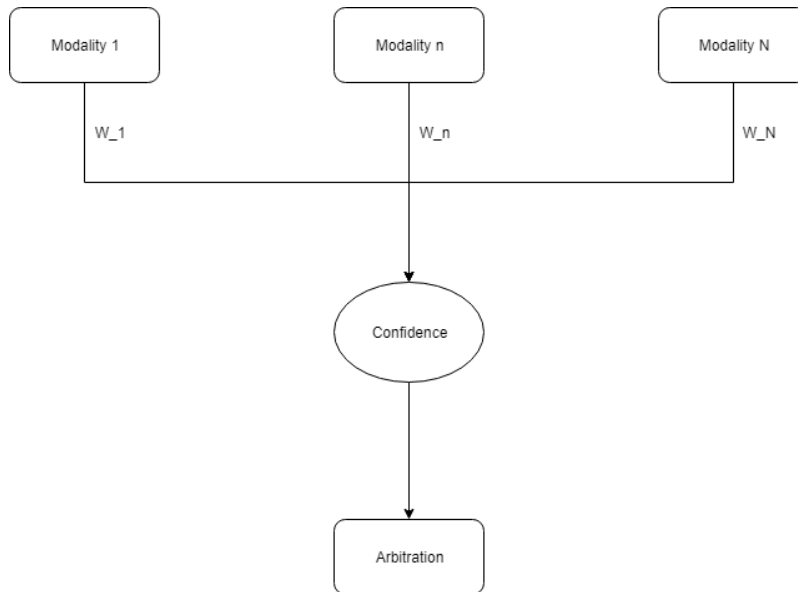 Modality 1
Modality n
Modality N
W_1
W_n
W_N
Confidence
Arbitration